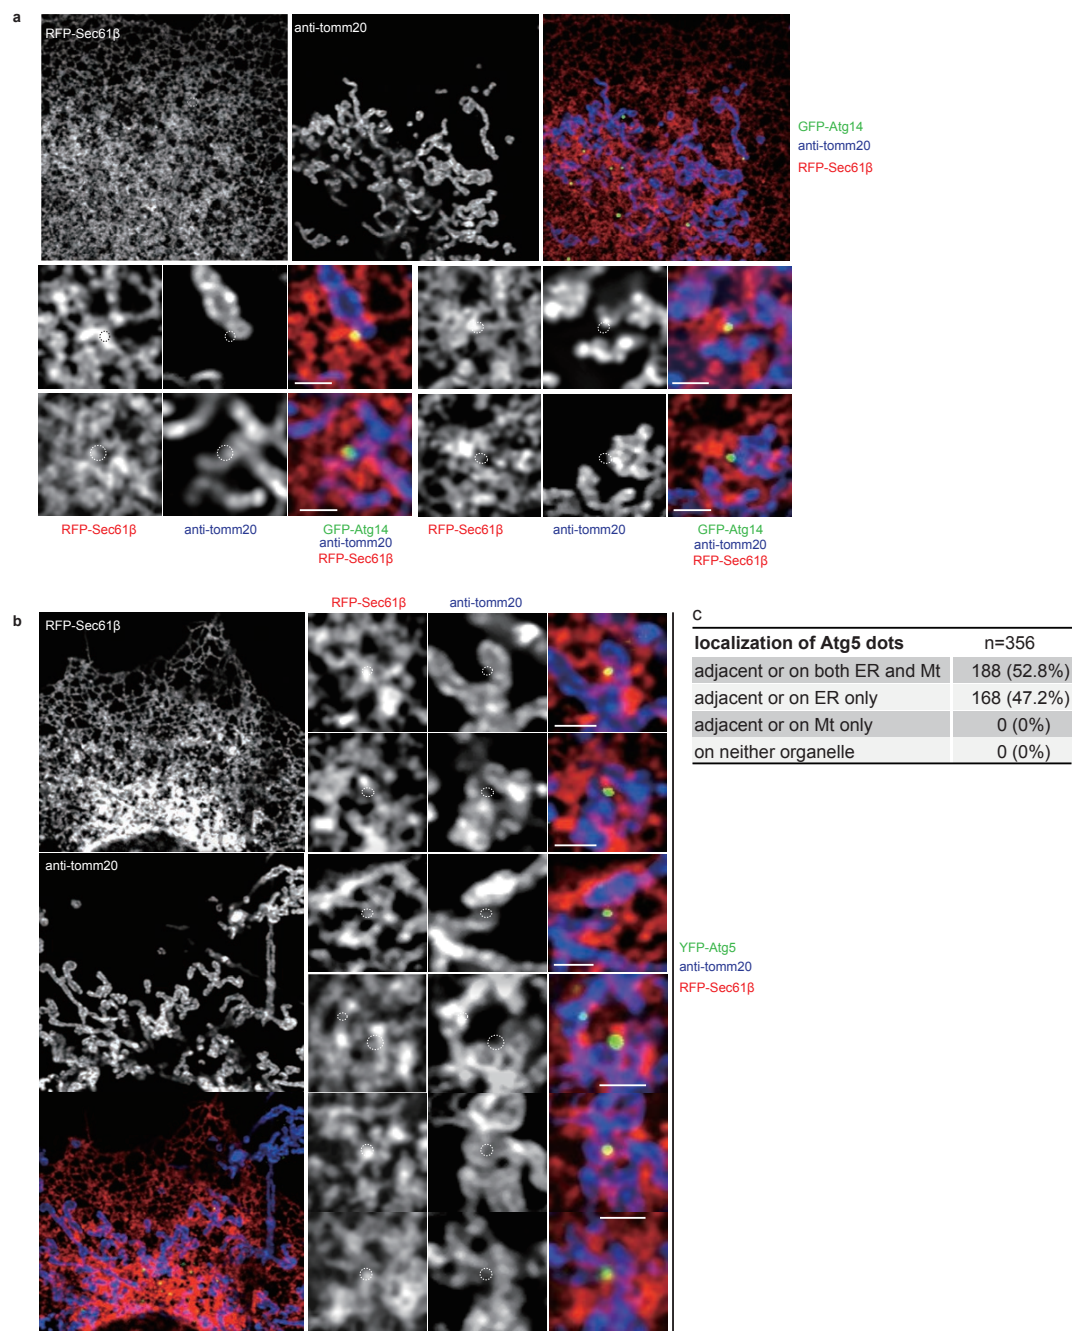 a
RFP-Sec61β
anti-tomm20
GFP-Atg14
anti-tomm20
RFP-Sec61β
RFP-Sec61β
anti-tomm20
GFP-Atg14
anti-tomm20
RFP-Sec61β
RFP-Sec61β
anti-tomm20
GFP-Atg14
anti-tomm20
RFP-Sec61β
b
RFP-Sec61β
anti-tomm20
RFP-Sec61β
anti-tomm20
YFP-Atg5
anti-tomm20
RFP-Sec61β
c
localization of Atg5 dots n=356
adjacent or on both ER and Mt 188 (52.8%)
adjacent or on ER only 168 (47.2%)
adjacent or on Mt only 0 (0%)
on neither organelle 0 (0%)